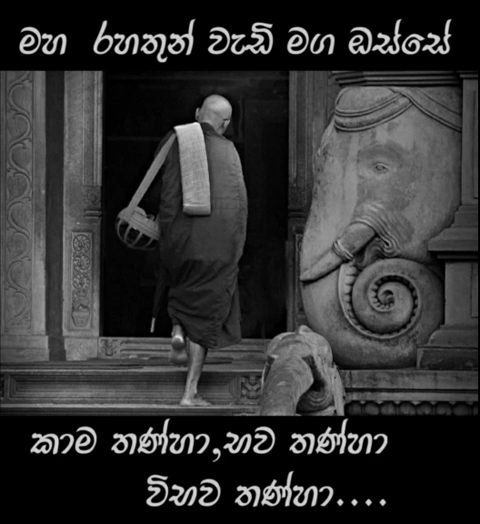 මහ රහතුන් වැඩි මග ඔස්සේ
කාම තණ්හා,භව තණ්හා
විභව තණ්හා....